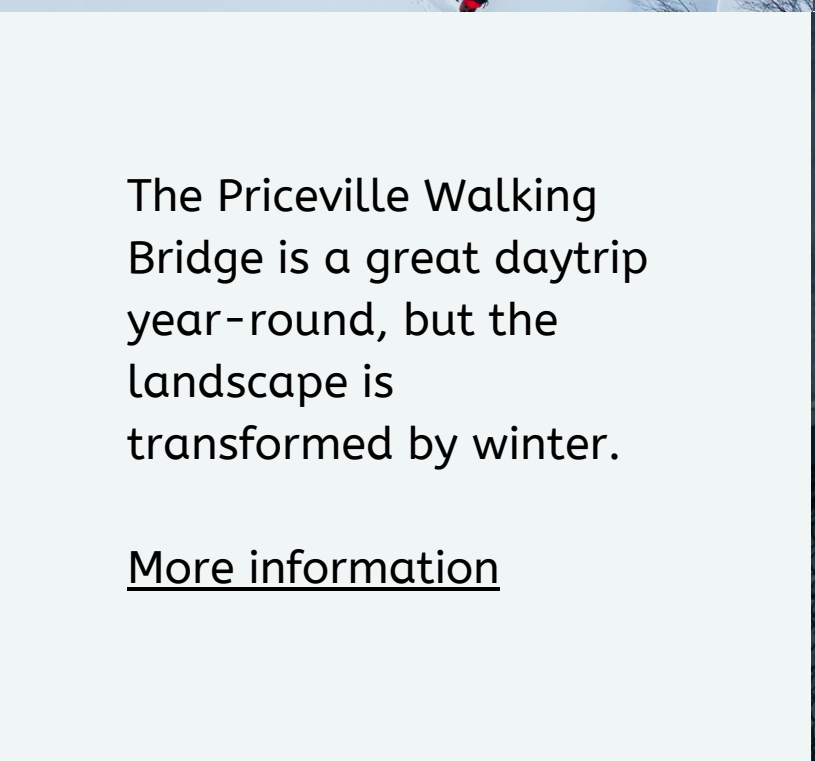 The Priceville Walking
Bridge is a great daytrip
year-round, but the
landscape is
transformed by winter.
More information